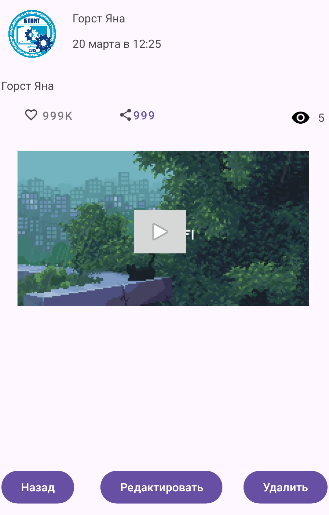 Горст Яна
20 марта в 12:25
Горст Яна
999K
999
5
Назад
Редактировать
Удалить